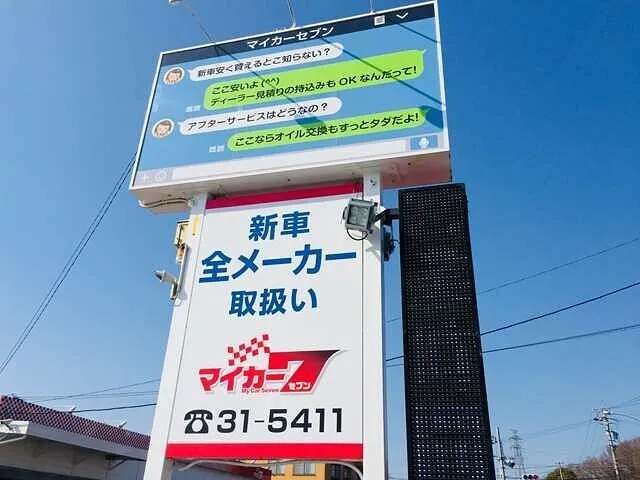 マイカーセブン
新車安く買えるとこ知らない？
ここ安いよ(^^)
ディーラー見積りの持込みも OK なんだって！
既読
アフターサービスはどうなの？
既読
ここならオイル交換もずっとタダだよ！
新車
全メーカー
取扱い
マイカー7
セブン
My Car Seven
☎31-5411